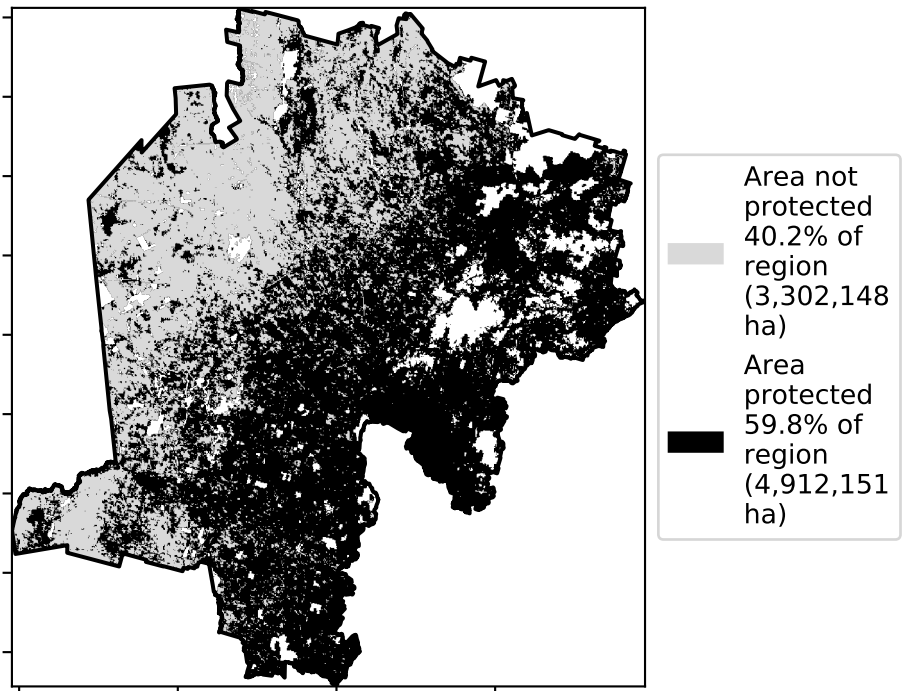 Area not
protected
40.2% of
region
(3,302,148
ha)
Area
protected
59.8% of
region
(4,912,151
ha)